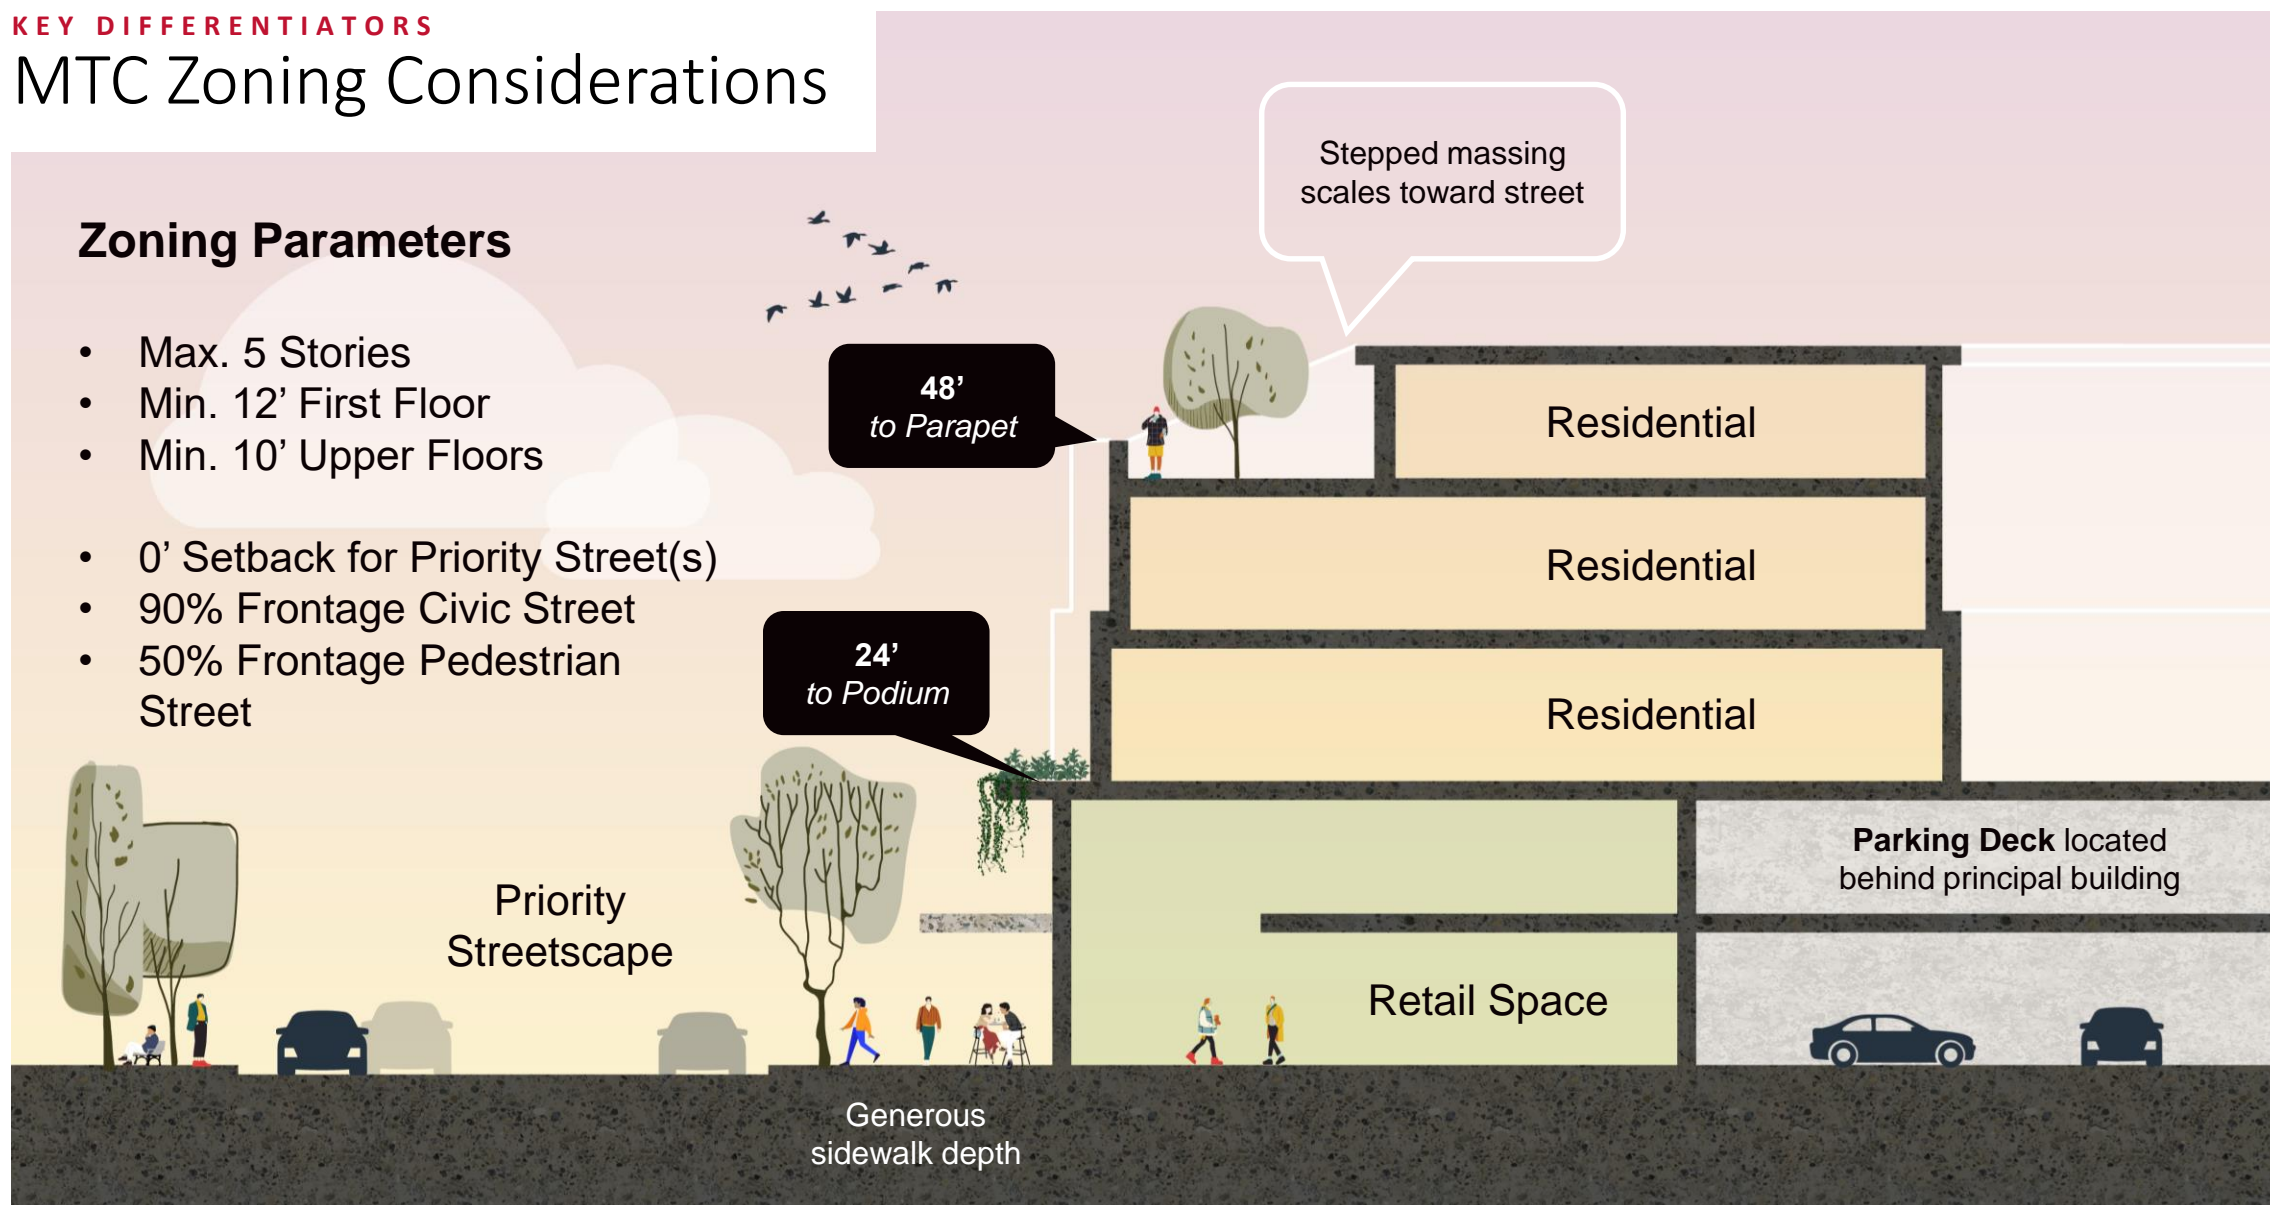 KEY DIFFERENTIATORS
MTC Zoning Considerations
Stepped massing
scales toward street
Zoning Parameters
• Max. 5 Stories
• Min. 12’ First Floor
• Min. 10’ Upper Floors
• 0’ Setback for Priority Street(s)
• 90% Frontage Civic Street
• 50% Frontage Pedestrian
Street
48’
to Parapet
24’
to Podium
Residential
Residential
Residential
Parking Deck located
behind principal building
Priority
Streetscape
Retail Space
Generous
sidewalk depth